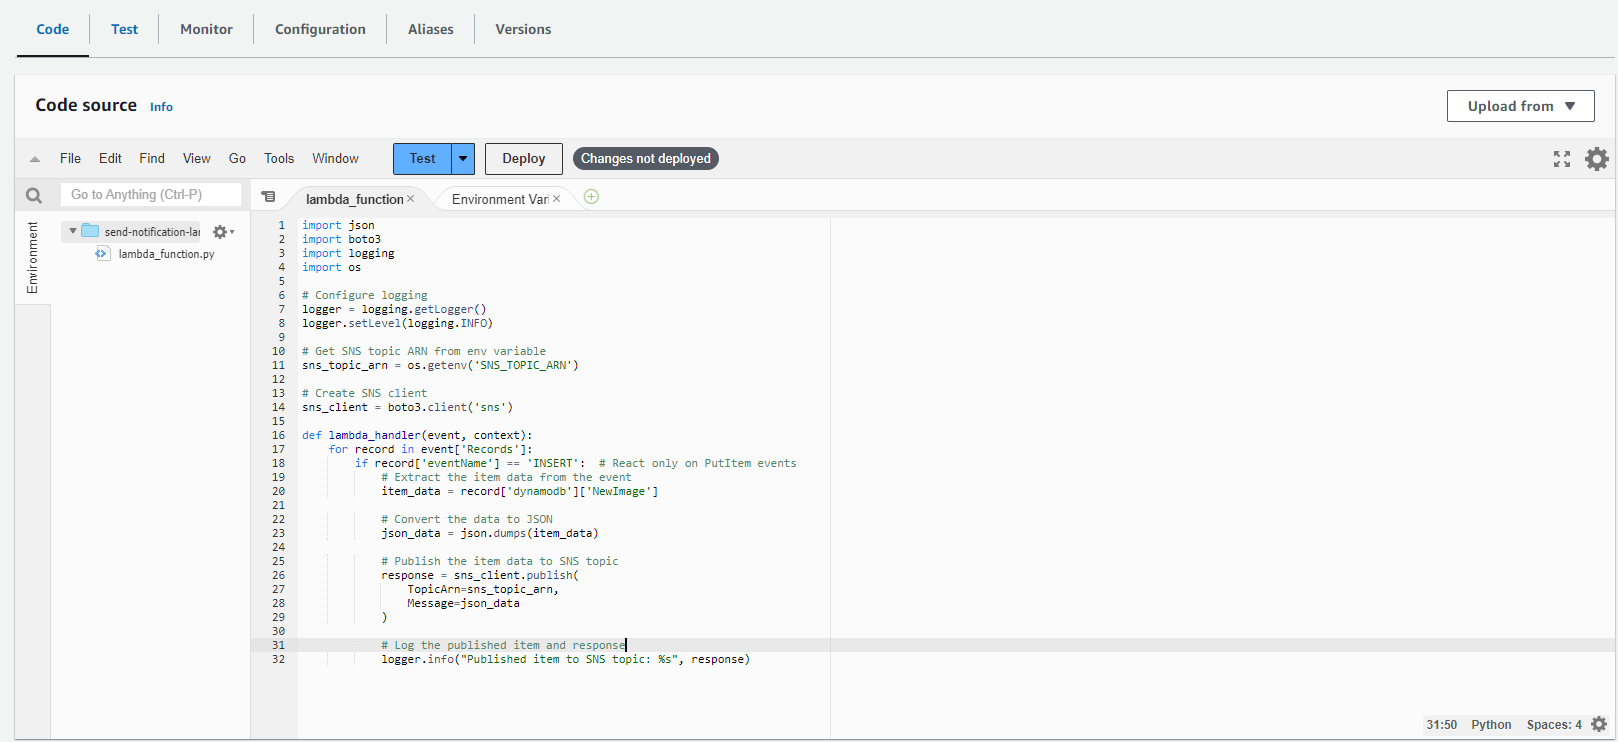 Code Test Monitor Configuration Aliases Versions
Code source Info
Upload from
File Edit Find View Go Tools Window Test Deploy Changes not deployed
Go to Anything (Ctrl-P)
lambda_function × Environment Var ×
Environment
send-notification-la
lambda_function.py
1 import json
2 import boto3
3 import logging
4 import os
5
6 # Configure logging
7 logger = logging.getLogger()
8 logger.setLevel(logging.INFO)
9
10 # Get SNS topic ARN from env variable
11 sns_topic_arn = os.getenv('SNS_TOPIC_ARN')
12
13 # Create SNS client
14 sns_client = boto3.client('sns')
15
16 def lambda_handler(event, context):
17     for record in event['Records']:
18         if record['eventName'] == 'INSERT':  # React only on PutItem events
19             # Extract the item data from the event
20             item_data = record['dynamodb']['NewImage']
21
22             # Convert the data to JSON
23             json_data = json.dumps(item_data)
24
25             # Publish the item data to SNS topic
26             response = sns_client.publish(
27                 TopicArn=sns_topic_arn,
28                 Message=json_data
29             )
30
31             # Log the published item and response
32             logger.info("Published item to SNS topic: %s", response)
31:50 Python Spaces: 4